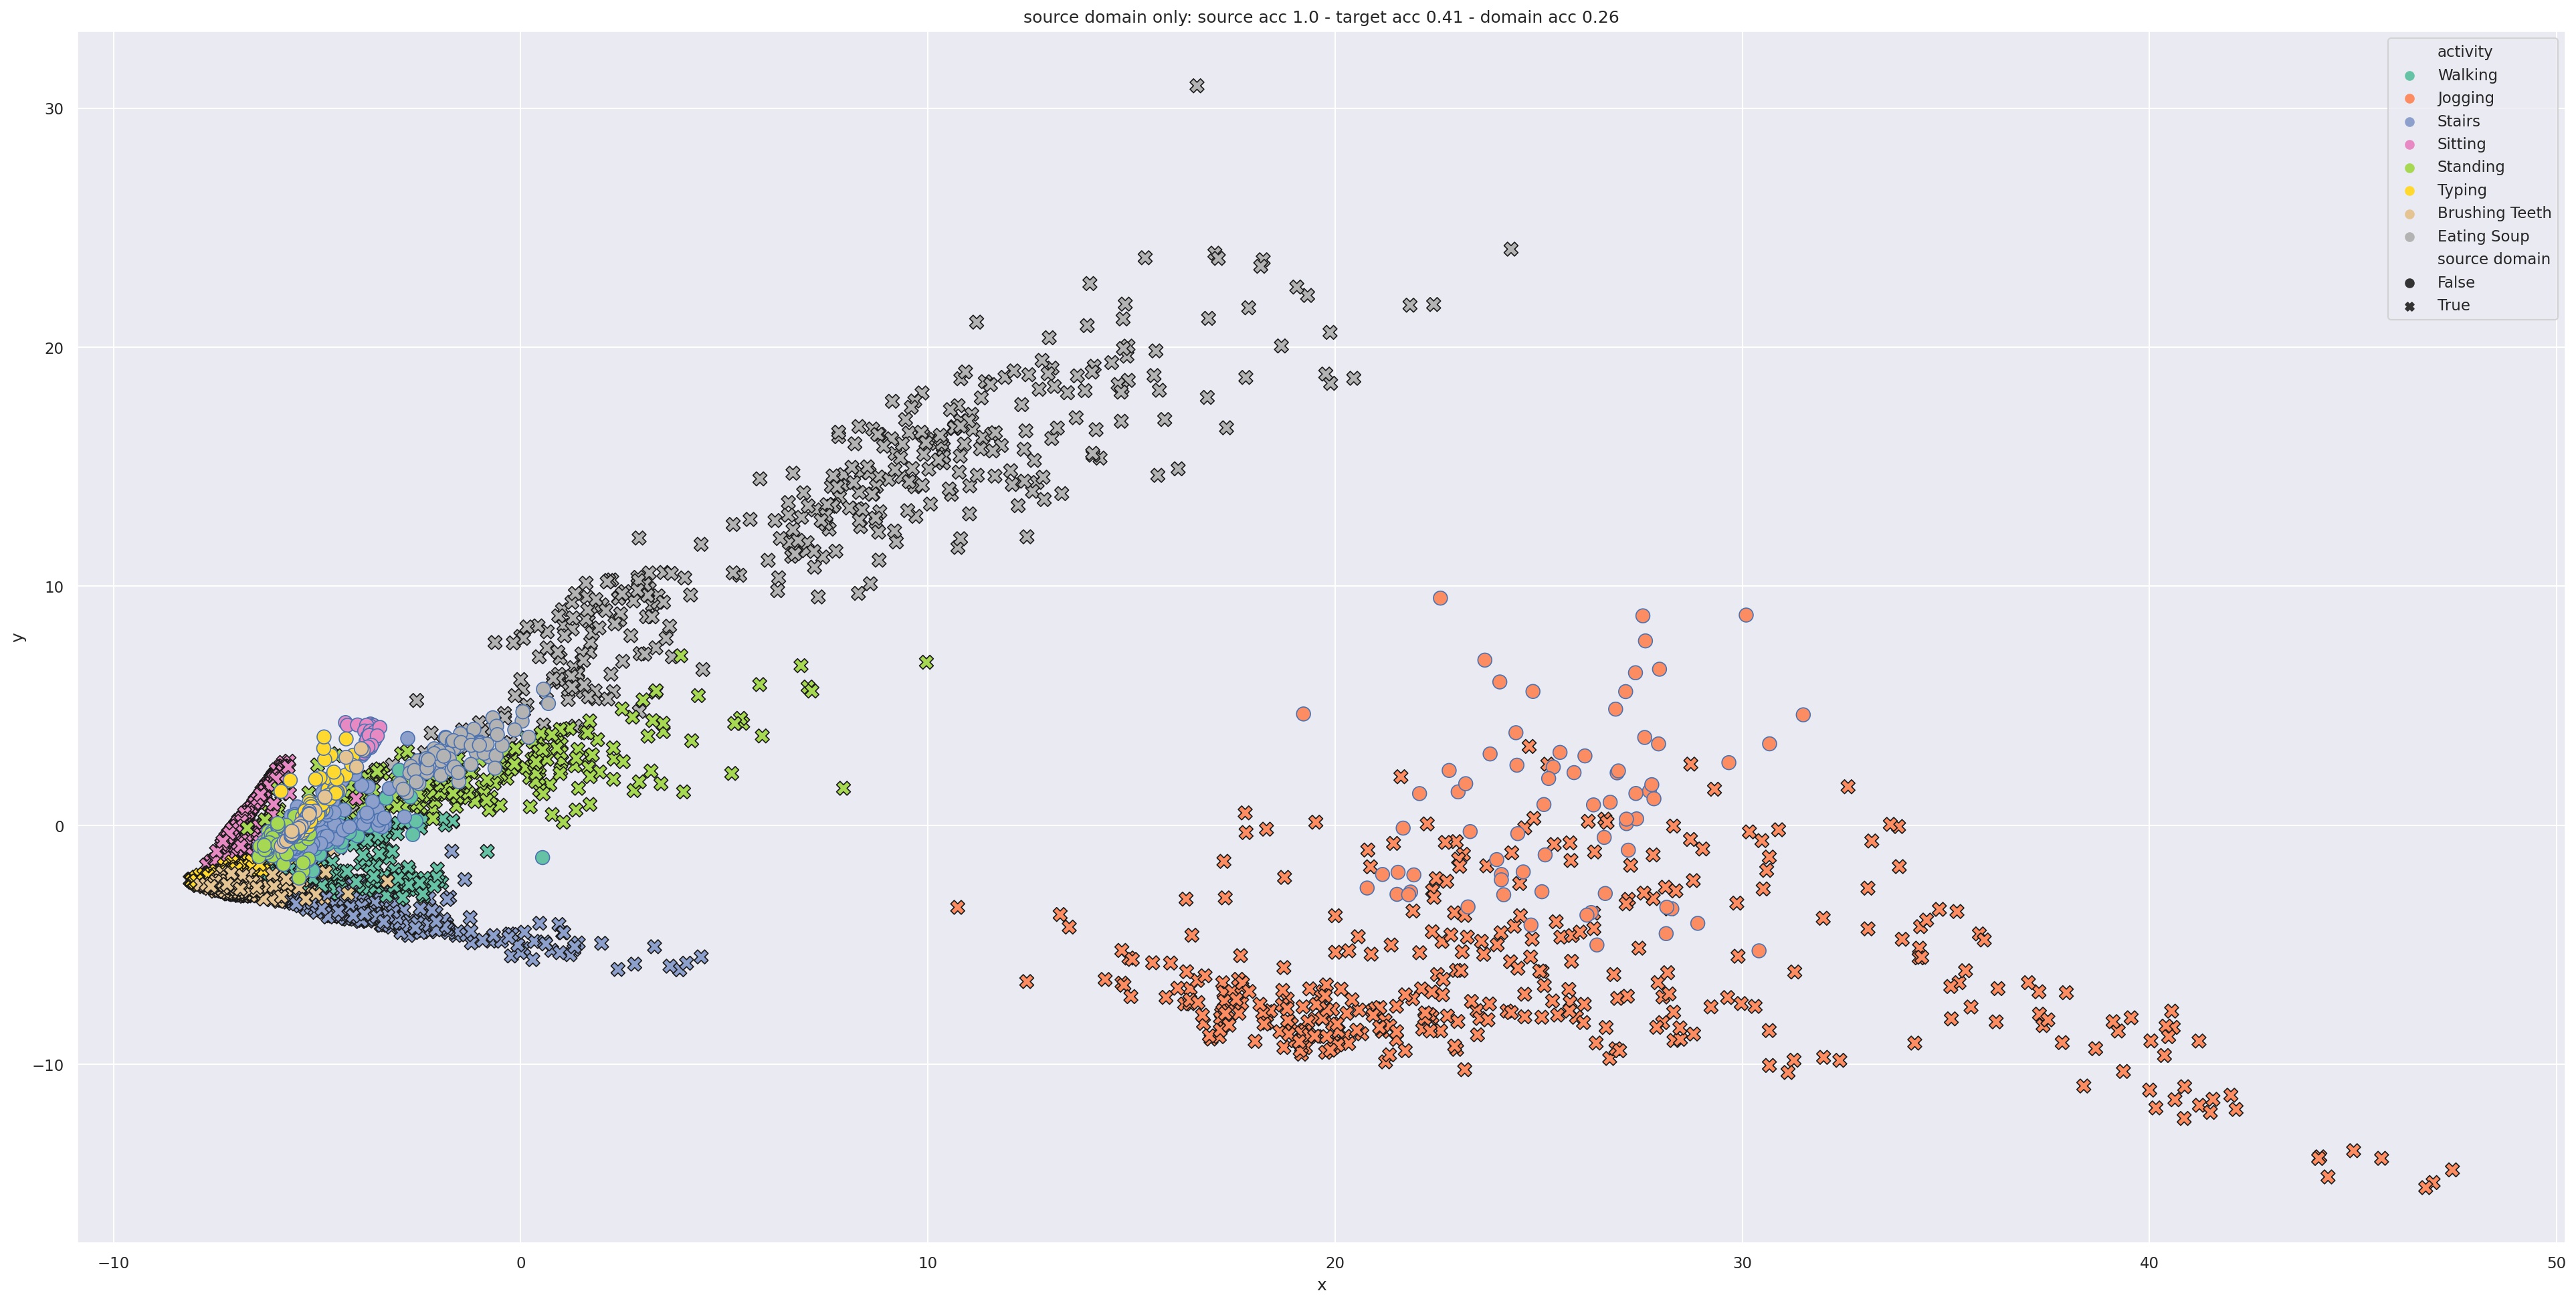 source domain only: source acc 1.0 - target acc 0.41 - domain acc 0.26
activity
Walking
Jogging
Stairs
Sitting
Standing
Typing
Brushing Teeth
Eating Soup
source domain
False
True
30
20
10
0
−10
y
−10 0 10 20 30 40 50
x